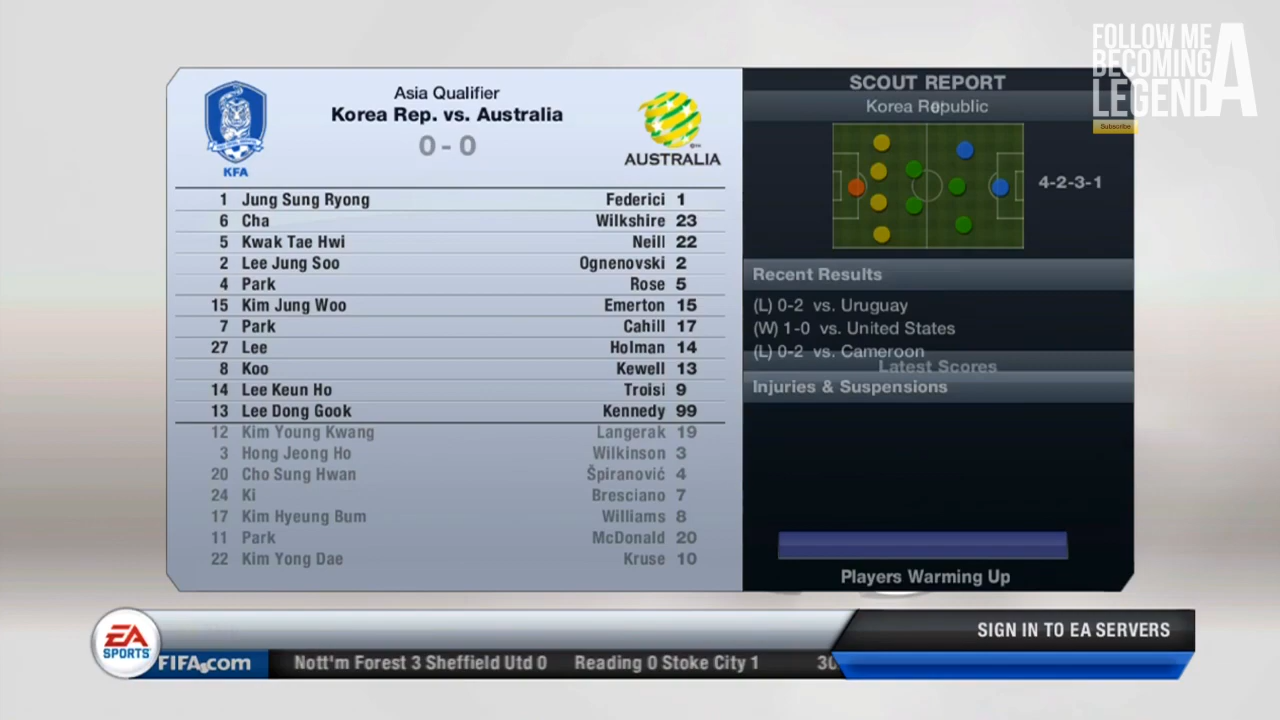 FOLLOW ME
BECOMING A
LEGEND
Subscribe
KFA
Asia Qualifier
Korea Rep. vs. Australia
0 - 0
AUSTRALIA
1 Jung Sung Ryong Federici 1
6 Cha Wilkshire 23
5 Kwak Tae Hwi Neill 22
2 Lee Jung Soo Ognenovski 2
4 Park Rose 5
15 Kim Jung Woo Emerton 15
7 Park Cahill 17
27 Lee Holman 14
8 Koo Kewell 13
14 Lee Keun Ho Troisi 9
13 Lee Dong Gook Kennedy 99
12 Kim Young Kwang Langerak 19
3 Hong Jeong Ho Wilkinson 3
20 Cho Sung Hwan Špiranović 4
24 Ki Bresciano 7
17 Kim Hyeung Bum Williams 8
11 Park McDonald 20
22 Kim Yong Dae Kruse 10
SCOUT REPORT
Korea Republic
4-2-3-1
Recent Results
(L) 0-2 vs. Uruguay
(W) 1-0 vs. United States
(L) 0-2 vs. Cameroon
Latest Scores
Injuries & Suspensions
Players Warming Up
SIGN IN TO EA SERVERS
EA
SPORTS
FIFA.com Nott'm Forest 3 Sheffield Utd 0 Reading 0 Stoke City 1